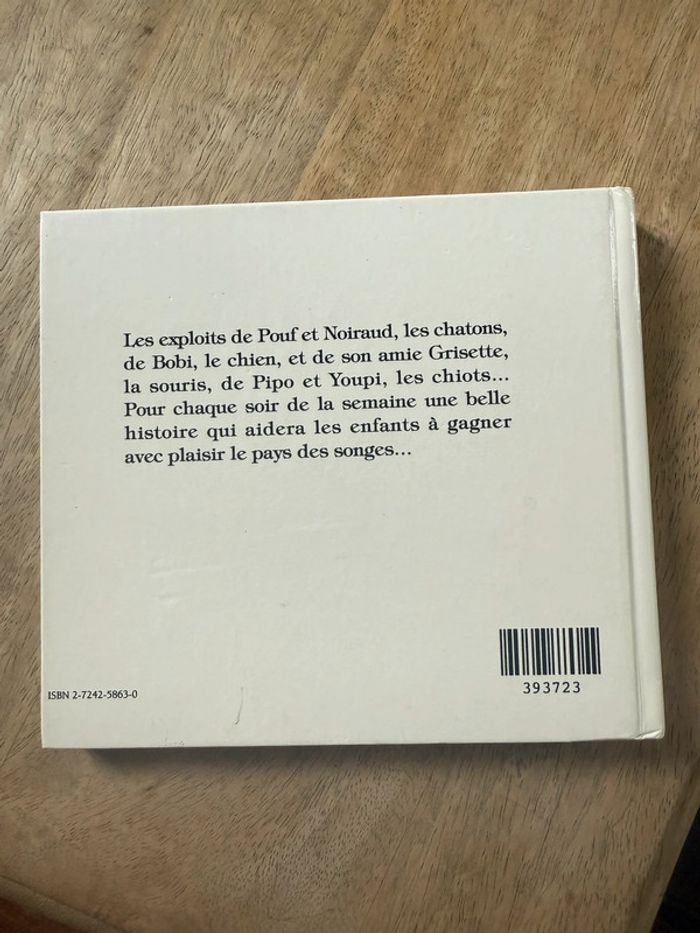 Les exploits de Pouf et Noiraud, les chatons,
de Bobi, le chien, et de son amie Grisette,
la souris, de Pipo et Youpi, les chiots...
Pour chaque soir de la semaine une belle
histoire qui aidera les enfants à gagner
avec plaisir le pays des songes...
ISBN 2-7242-5863-0
393723